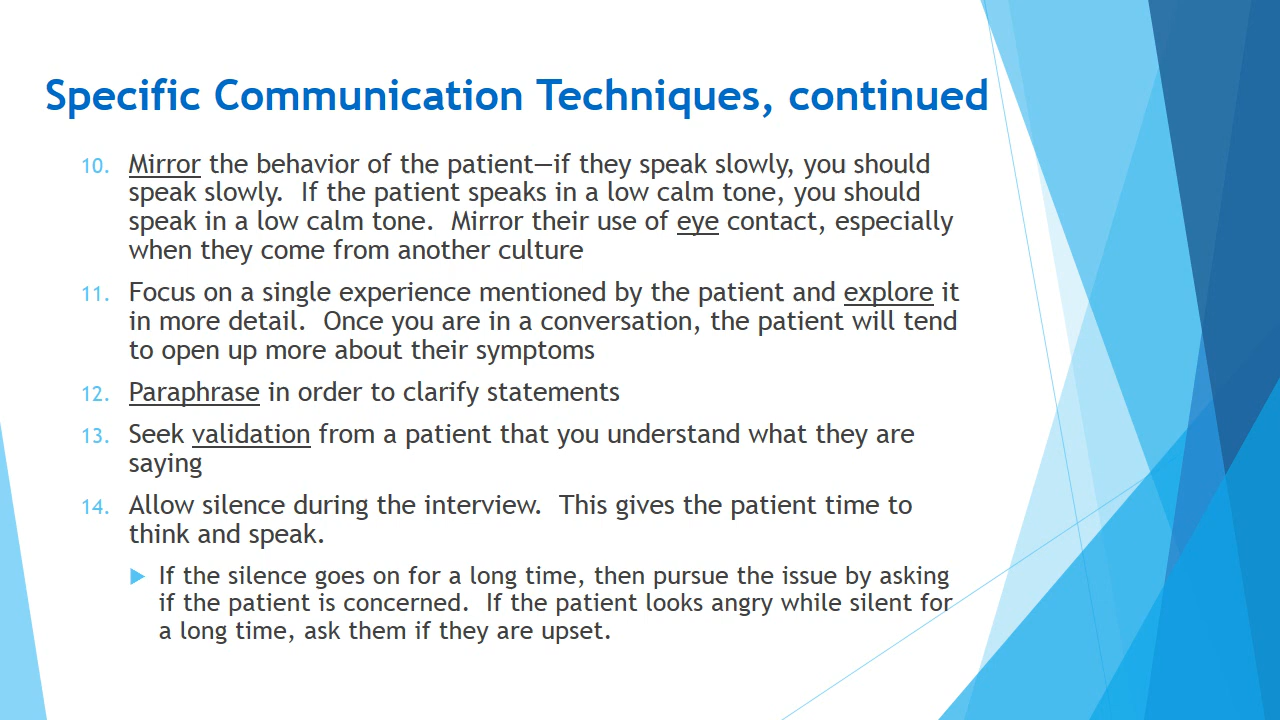 Specific Communication Techniques, continued
10. Mirror the behavior of the patient—if they speak slowly, you should
speak slowly.  If the patient speaks in a low calm tone, you should
speak in a low calm tone.  Mirror their use of eye contact, especially
when they come from another culture
11. Focus on a single experience mentioned by the patient and explore it
in more detail.  Once you are in a conversation, the patient will tend
to open up more about their symptoms
12. Paraphrase in order to clarify statements
13. Seek validation from a patient that you understand what they are
saying
14. Allow silence during the interview.  This gives the patient time to
think and speak.
If the silence goes on for a long time, then pursue the issue by asking
if the patient is concerned.  If the patient looks angry while silent for
a long time, ask them if they are upset.